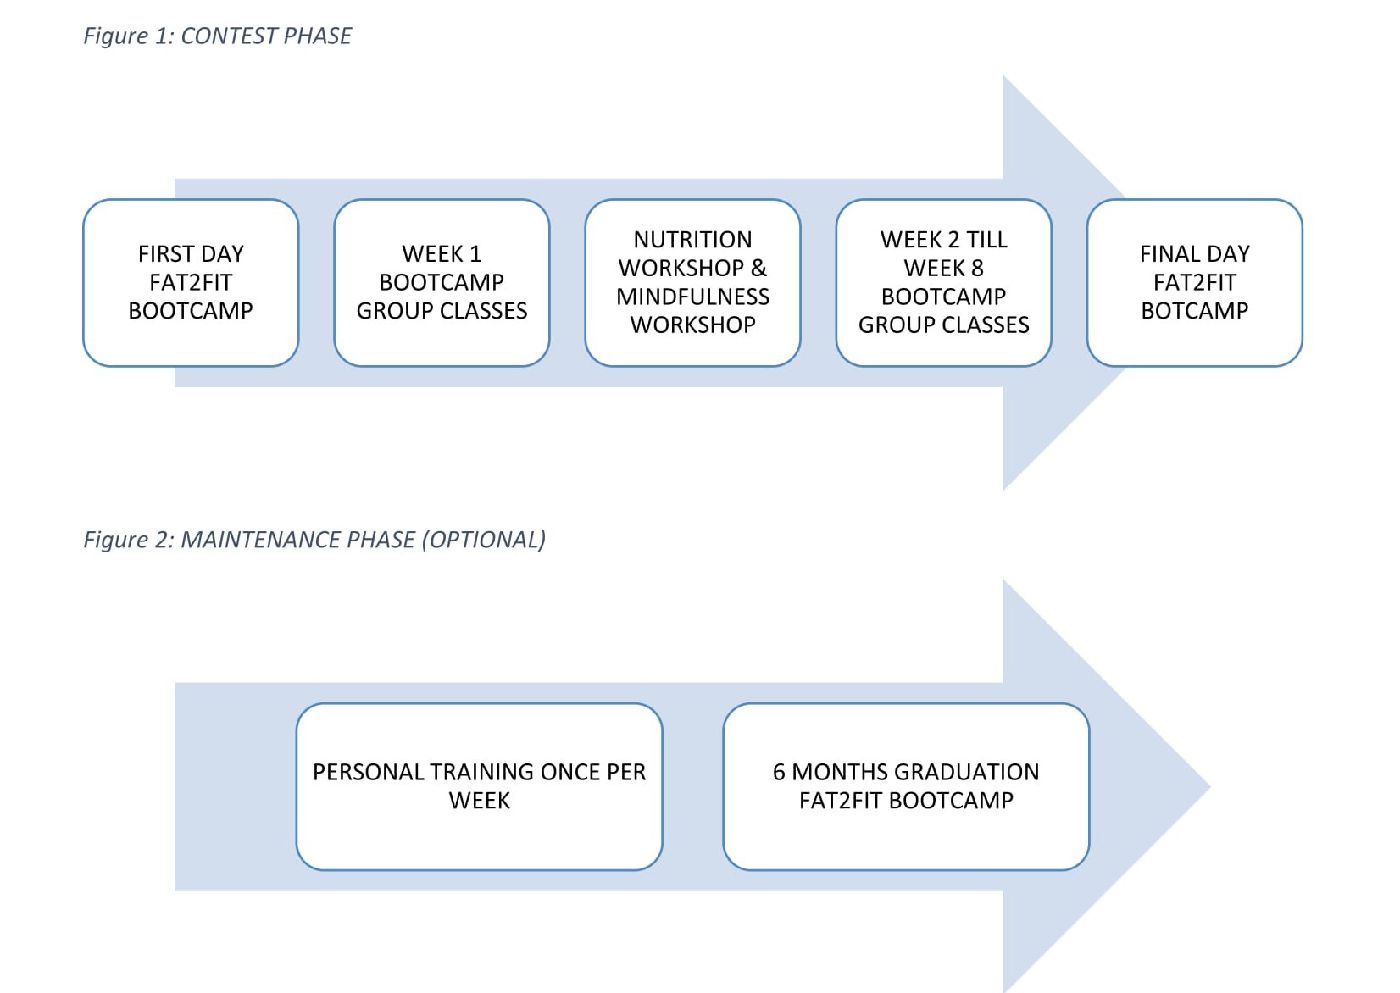 Figure 1: CONTEST PHASE
FIRST DAY
FAT2FIT
BOOTCAMP
WEEK 1
BOOTCAMP
GROUP CLASSES
NUTRITION
WORKSHOP &
MINDFULNESS
WORKSHOP
WEEK 2 TILL
WEEK 8
BOOTCAMP
GROUP CLASSES
FINAL DAY
FAT2FIT
BOTCAMP
Figure 2: MAINTENANCE PHASE (OPTIONAL)
PERSONAL TRAINING ONCE PER
WEEK
6 MONTHS GRADUATION
FAT2FIT BOOTCAMP